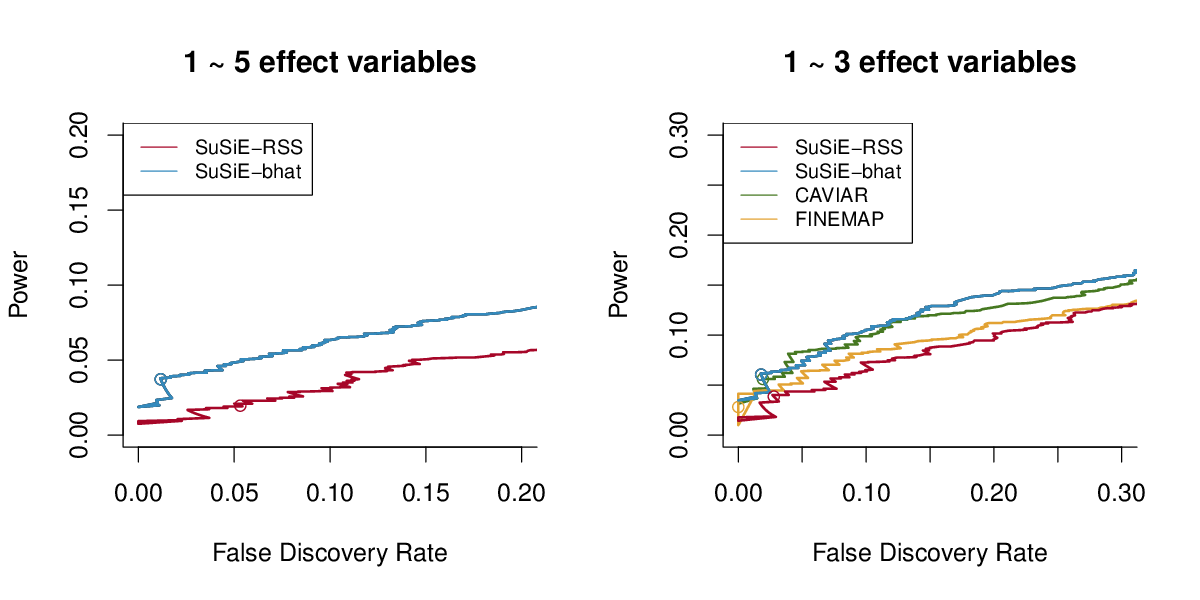 1 ~ 5 effect variables
Power
0.20
0.15
0.10
0.05
0.00
SuSiE−RSS
SuSiE−bhat
0.00 0.05 0.10 0.15 0.20
False Discovery Rate
1 ~ 3 effect variables
Power
0.30
0.20
0.10
0.00
SuSiE−RSS
SuSiE−bhat
CAVIAR
FINEMAP
0.00 0.10 0.20 0.30
False Discovery Rate